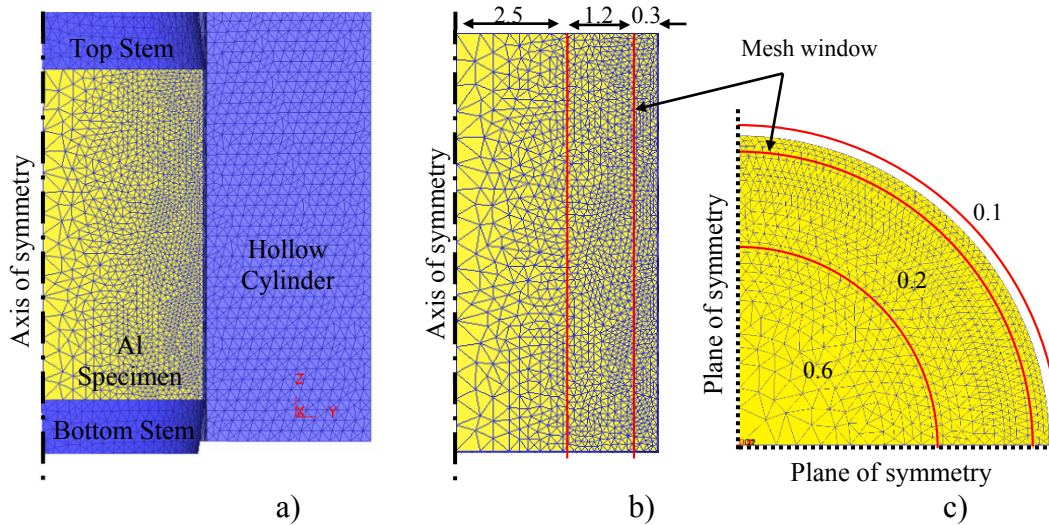 Axis of symmetry
Top Stem
Al
Specimen
Bottom Stem
Hollow
Cylinder
Z
X
Y
a)
2.5
1.2
0.3
Mesh window
Axis of symmetry
b)
Plane of symmetry
0.1
0.2
0.6
Plane of symmetry
c)